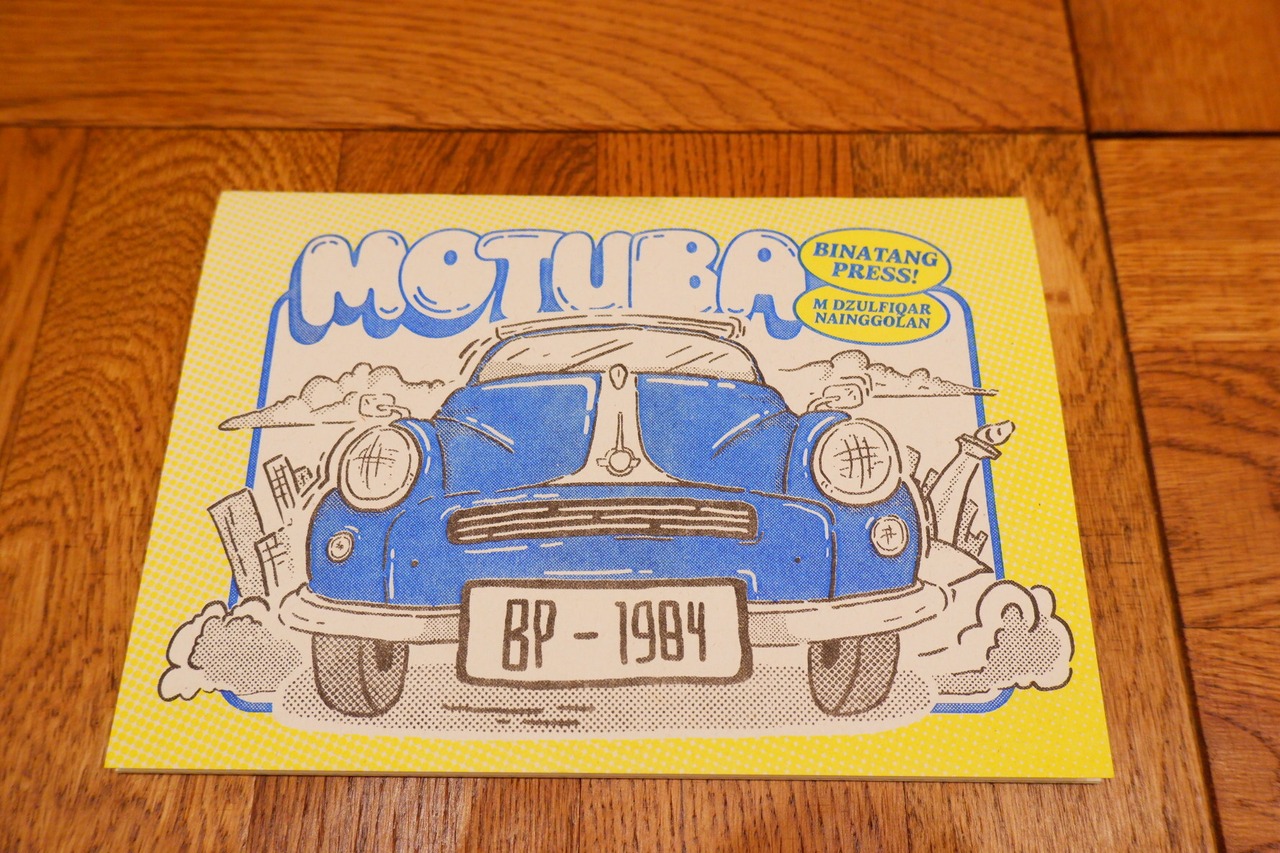 MOTUBA
BINATANG
PRESS!
M DZULFIQAR
NAINGGOLAN
BP - 1984